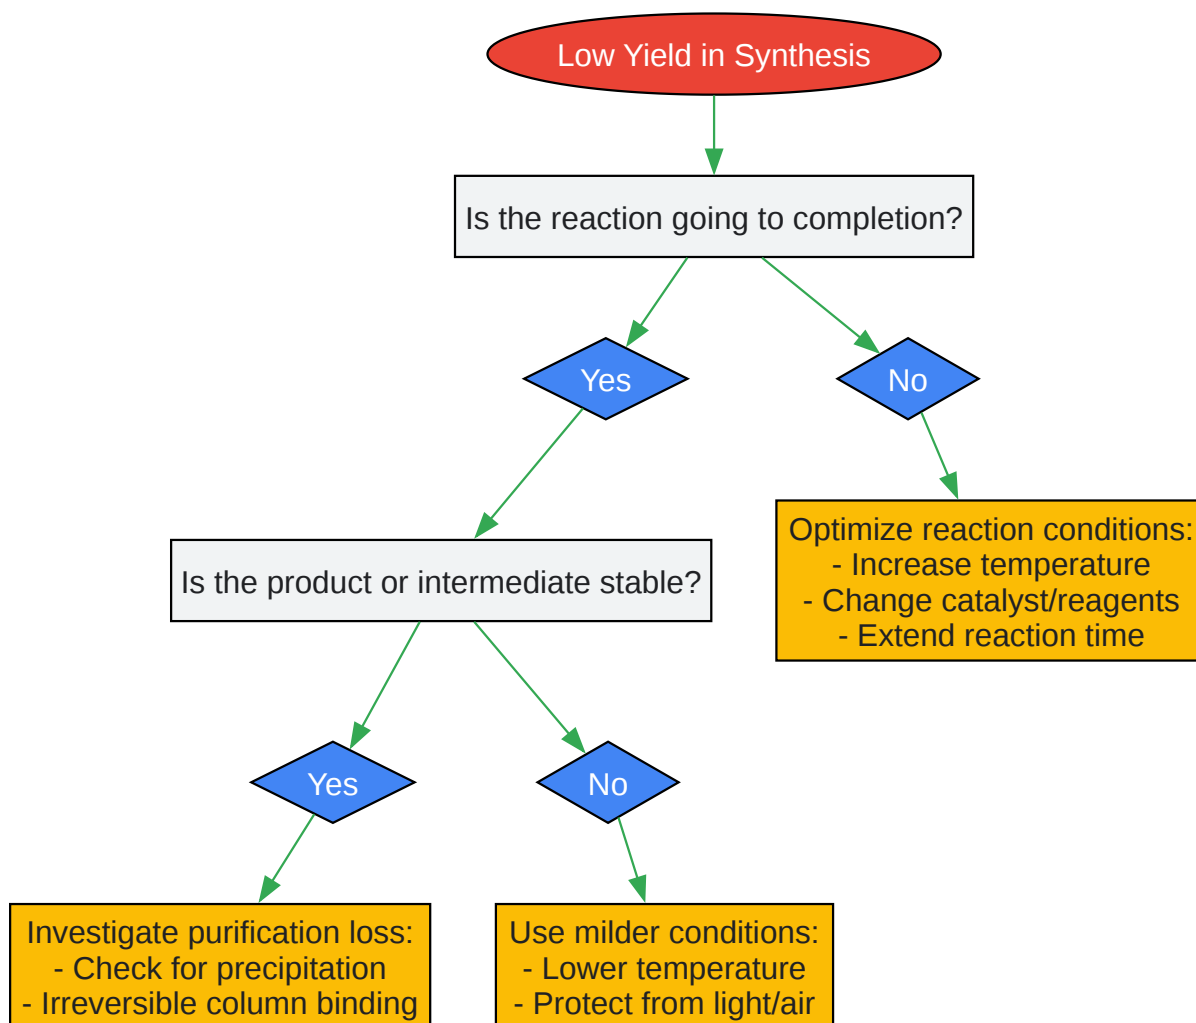 Low Yield in Synthesis
Is the reaction going to completion?
Yes
No
Optimize reaction conditions:
- Increase temperature
- Change catalyst/reagents
- Extend reaction time
Is the product or intermediate stable?
Yes
No
Investigate purification loss:
- Check for precipitation
- Irreversible column binding
Use milder conditions:
- Lower temperature
- Protect from light/air